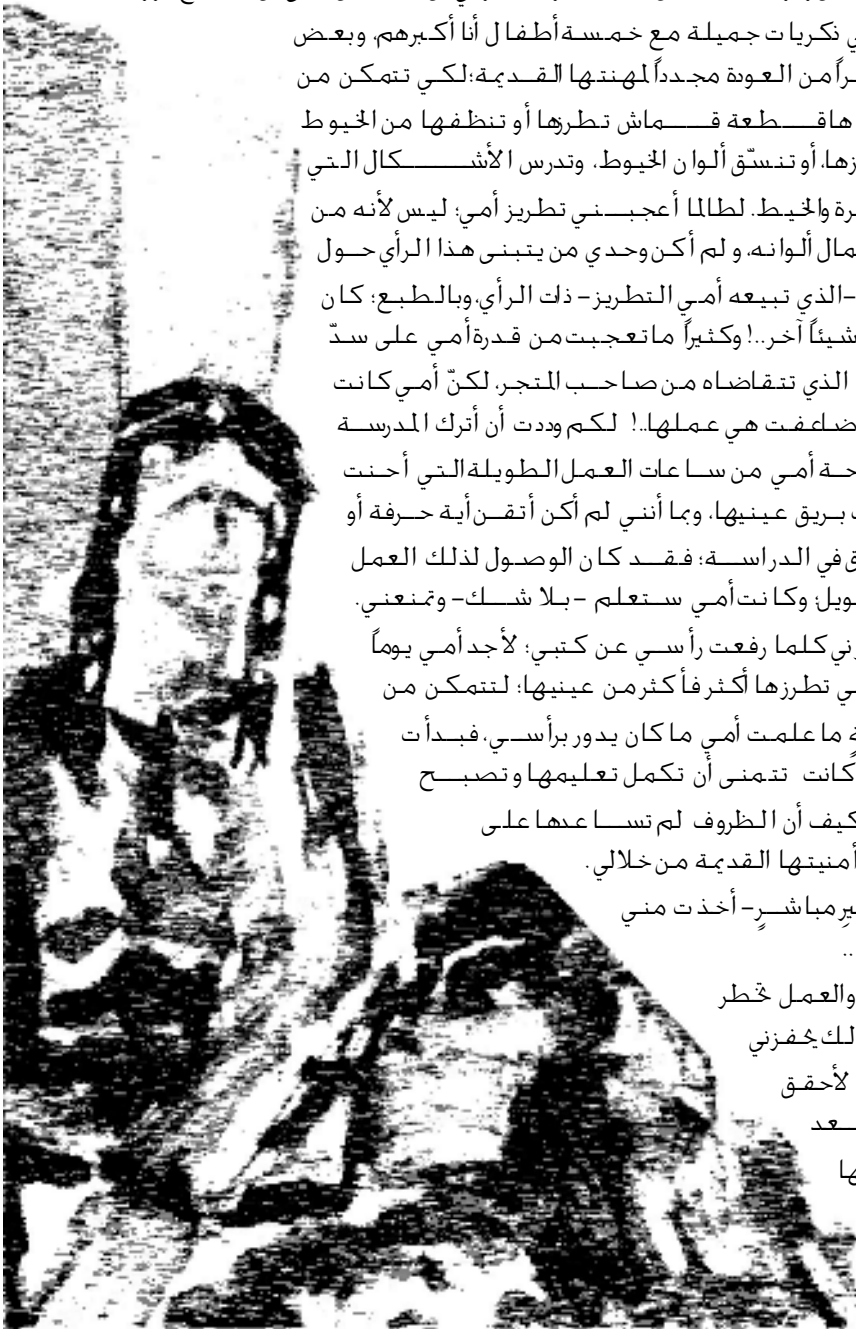 ي ذكريات جميلة مع خمسة أطفال أنا أكبرهم، وبعض
راً من العودة مجدداً لمهنتها القديمة؛ لكي تتمكن من
ها قطعة قماش تطرزها أو تنظفها من الخيوط
زها، أو تنسّق ألوان الخيوط، وتدرس الأشكال التي
رة والخيط. لطالما أعجبني تطريز أمي؛ ليس لأنه من
مال ألوانه، ولم أكن وحدي من يتبنى هذا الرأي حول
-الذي تبيعه أمي التطريز- ذات الرأي، وبالطبع؛ كان
شيئاً آخر..! وكثيراً ما تعجبت من قدرة أمي على سدّ
الذي تتقاضاه من صاحب المتجر، لكنّ أمي كانت
ضاعفت هي عملها..! لكم وددت أن أترك المدرسة
حة أمي من ساعات العمل الطويلة التي أحنت
بريق عينيها، وبما أنني لم أكن أتقن أية حرفة أو
ق في الدراسة؛ فقد كان الوصول لذلك العمل
ويل؛ وكانت أمي ستعلم -بلا شك- وتمنعني.
ني كلما رفعت رأسي عن كتبي؛ لأجد أمي يوماً
ي تطرزها أكثر فأكثر من عينيها؛ لتتمكن من
ةٍ ما علمت أمي ما كان يدور برأسي، فبدأت
كانت تتمنى أن تكمل تعليمها وتصبح
كيف أن الظروف لم تساعدها على
أمنيتها القديمة من خلالي.
يرِ مباشرٍ- أخذت مني
..
والعمل تخطر
لك يحفزني
لأحقق
عد
ها